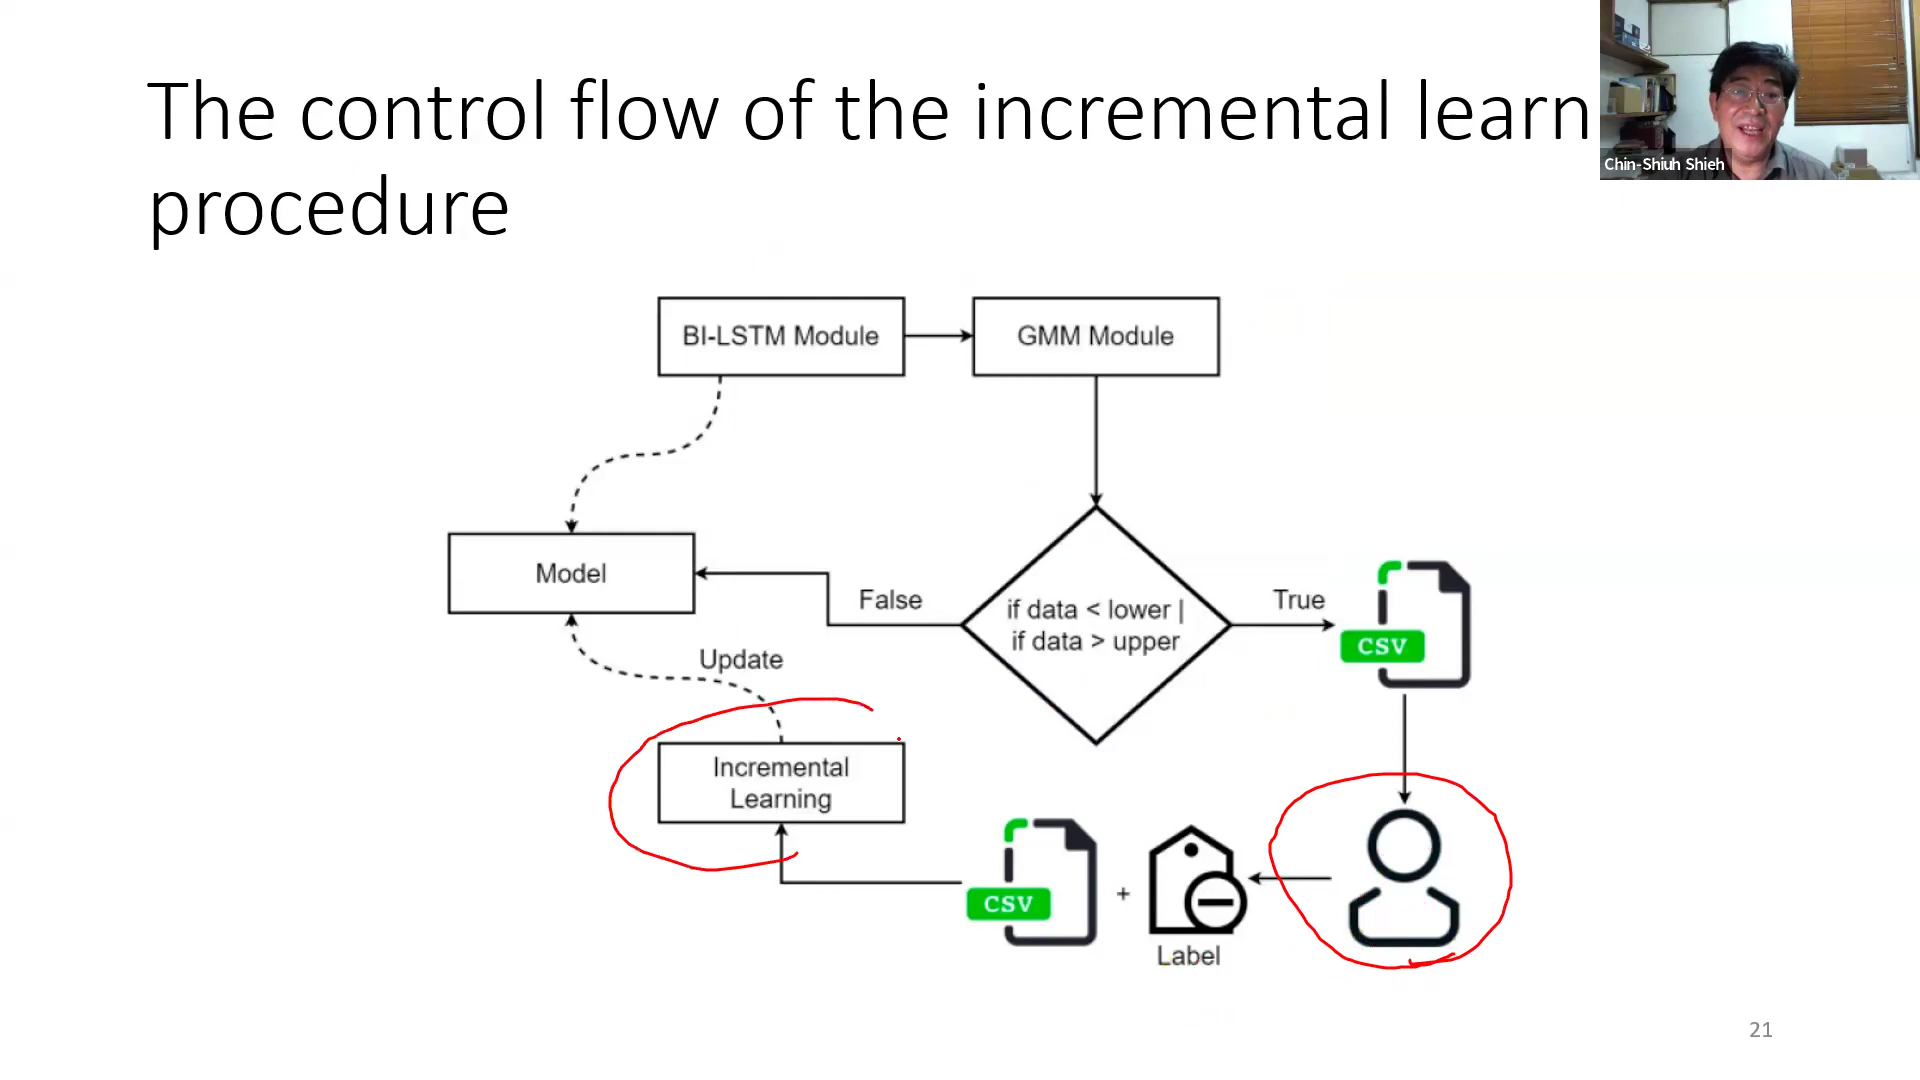 The control flow of the incremental learn
procedure
Chin-Shiuh Shieh
BI-LSTM Module
GMM Module
Model
False
if data < lower |
if data > upper
True
CSV
Update
Incremental
Learning
CSV
+
Label
21